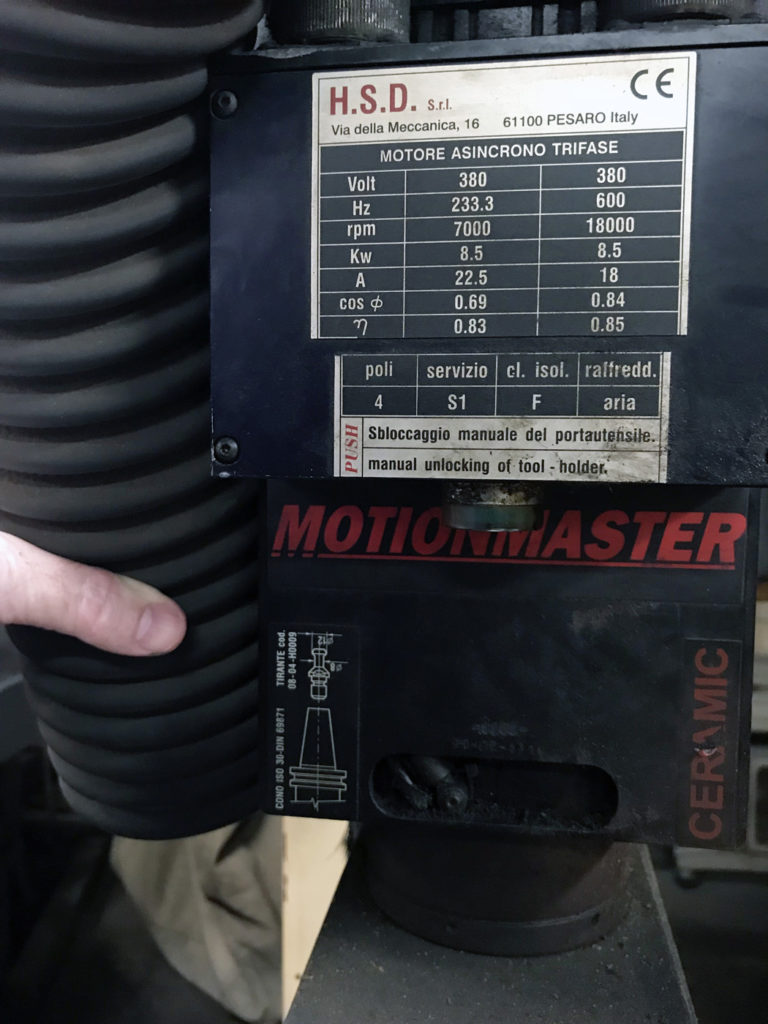 H.S.D. S.r.l.
CE
Via della Meccanica, 16 61100 PESARO Italy
MOTORE ASINCRONO TRIFASE
Volt 380 380
Hz 233.3 600
rpm 7000 18000
Kw 8.5 8.5
A 22.5 18
cos φ 0.69 0.84
η 0.83 0.85
poli servizio cl. isol. raffredd.
4 S1 F aria
PUSH
Sbloccaggio manuale del portautensile.
manual unlocking of tool - holder.
MOTIONMASTER
TIRANTE cod.
08-04-H0009
CONO ISO 30-DIN 69871
CERAMIC